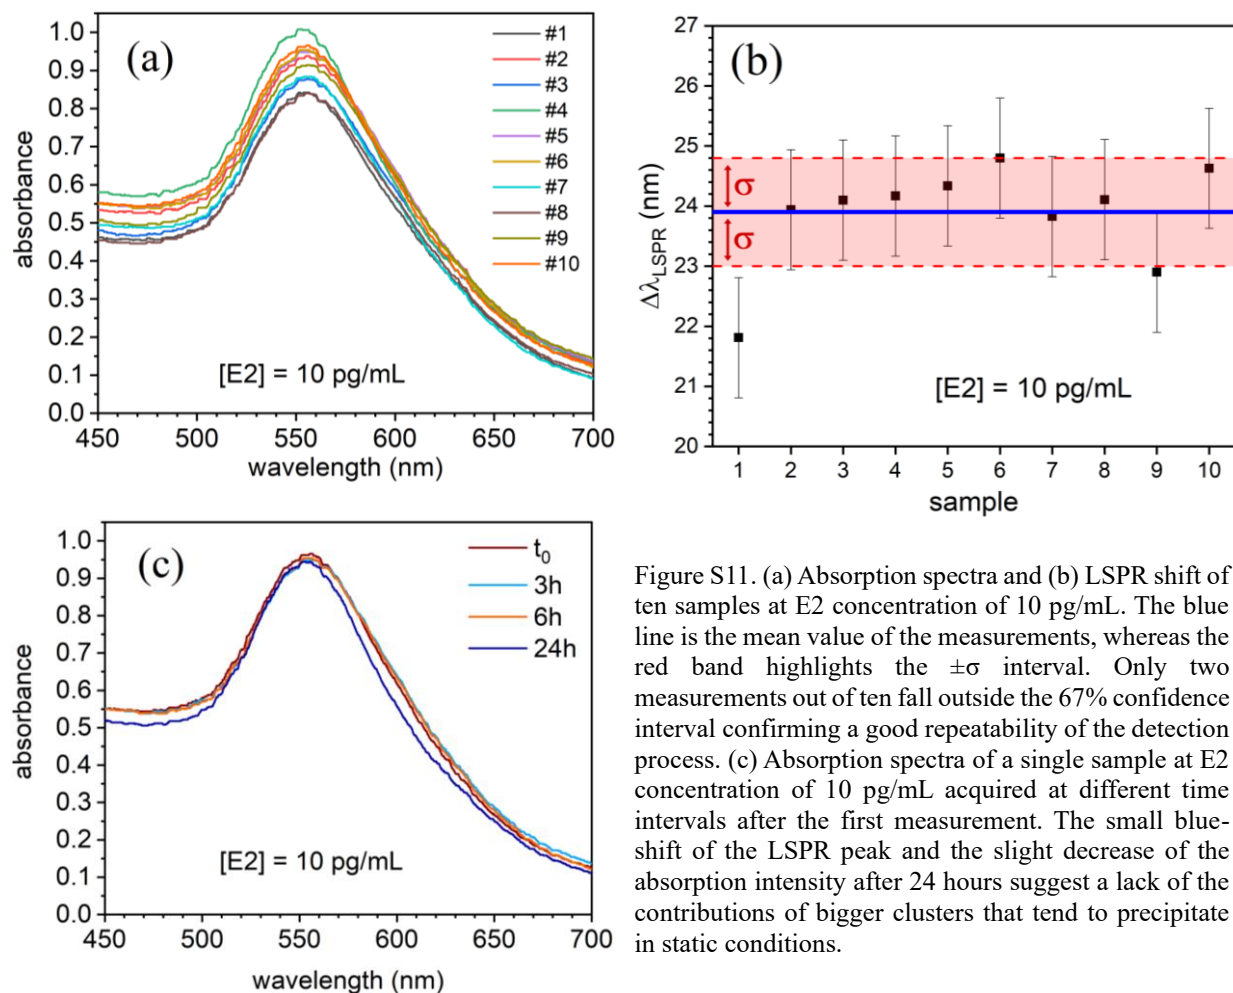 (a)
#1
#2
#3
#4
#5
#6
#7
#8
#9
#10
1.0
0.9
0.8
0.7
0.6
0.5
0.4
0.3
0.2
0.1
0.0
absorbance
[E2] = 10 pg/mL
450 500 550 600 650 700
wavelength (nm)
(b)
27
26
25
24
23
22
21
20
ΔλLSPR (nm)
σ
σ
[E2] = 10 pg/mL
1 2 3 4 5 6 7 8 9 10
sample
(c)
t0
3h
6h
24h
1.0
0.9
0.8
0.7
0.6
0.5
0.4
0.3
0.2
0.1
0.0
absorbance
[E2] = 10 pg/mL
450 500 550 600 650 700
wavelength (nm)
Figure S11. (a) Absorption spectra and (b) LSPR shift of
ten samples at E2 concentration of 10 pg/mL. The blue
line is the mean value of the measurements, whereas the
red band highlights the ±σ interval. Only two
measurements out of ten fall outside the 67% confidence
interval confirming a good repeatability of the detection
process. (c) Absorption spectra of a single sample at E2
concentration of 10 pg/mL acquired at different time
intervals after the first measurement. The small blue-
shift of the LSPR peak and the slight decrease of the
absorption intensity after 24 hours suggest a lack of the
contributions of bigger clusters that tend to precipitate
in static conditions.